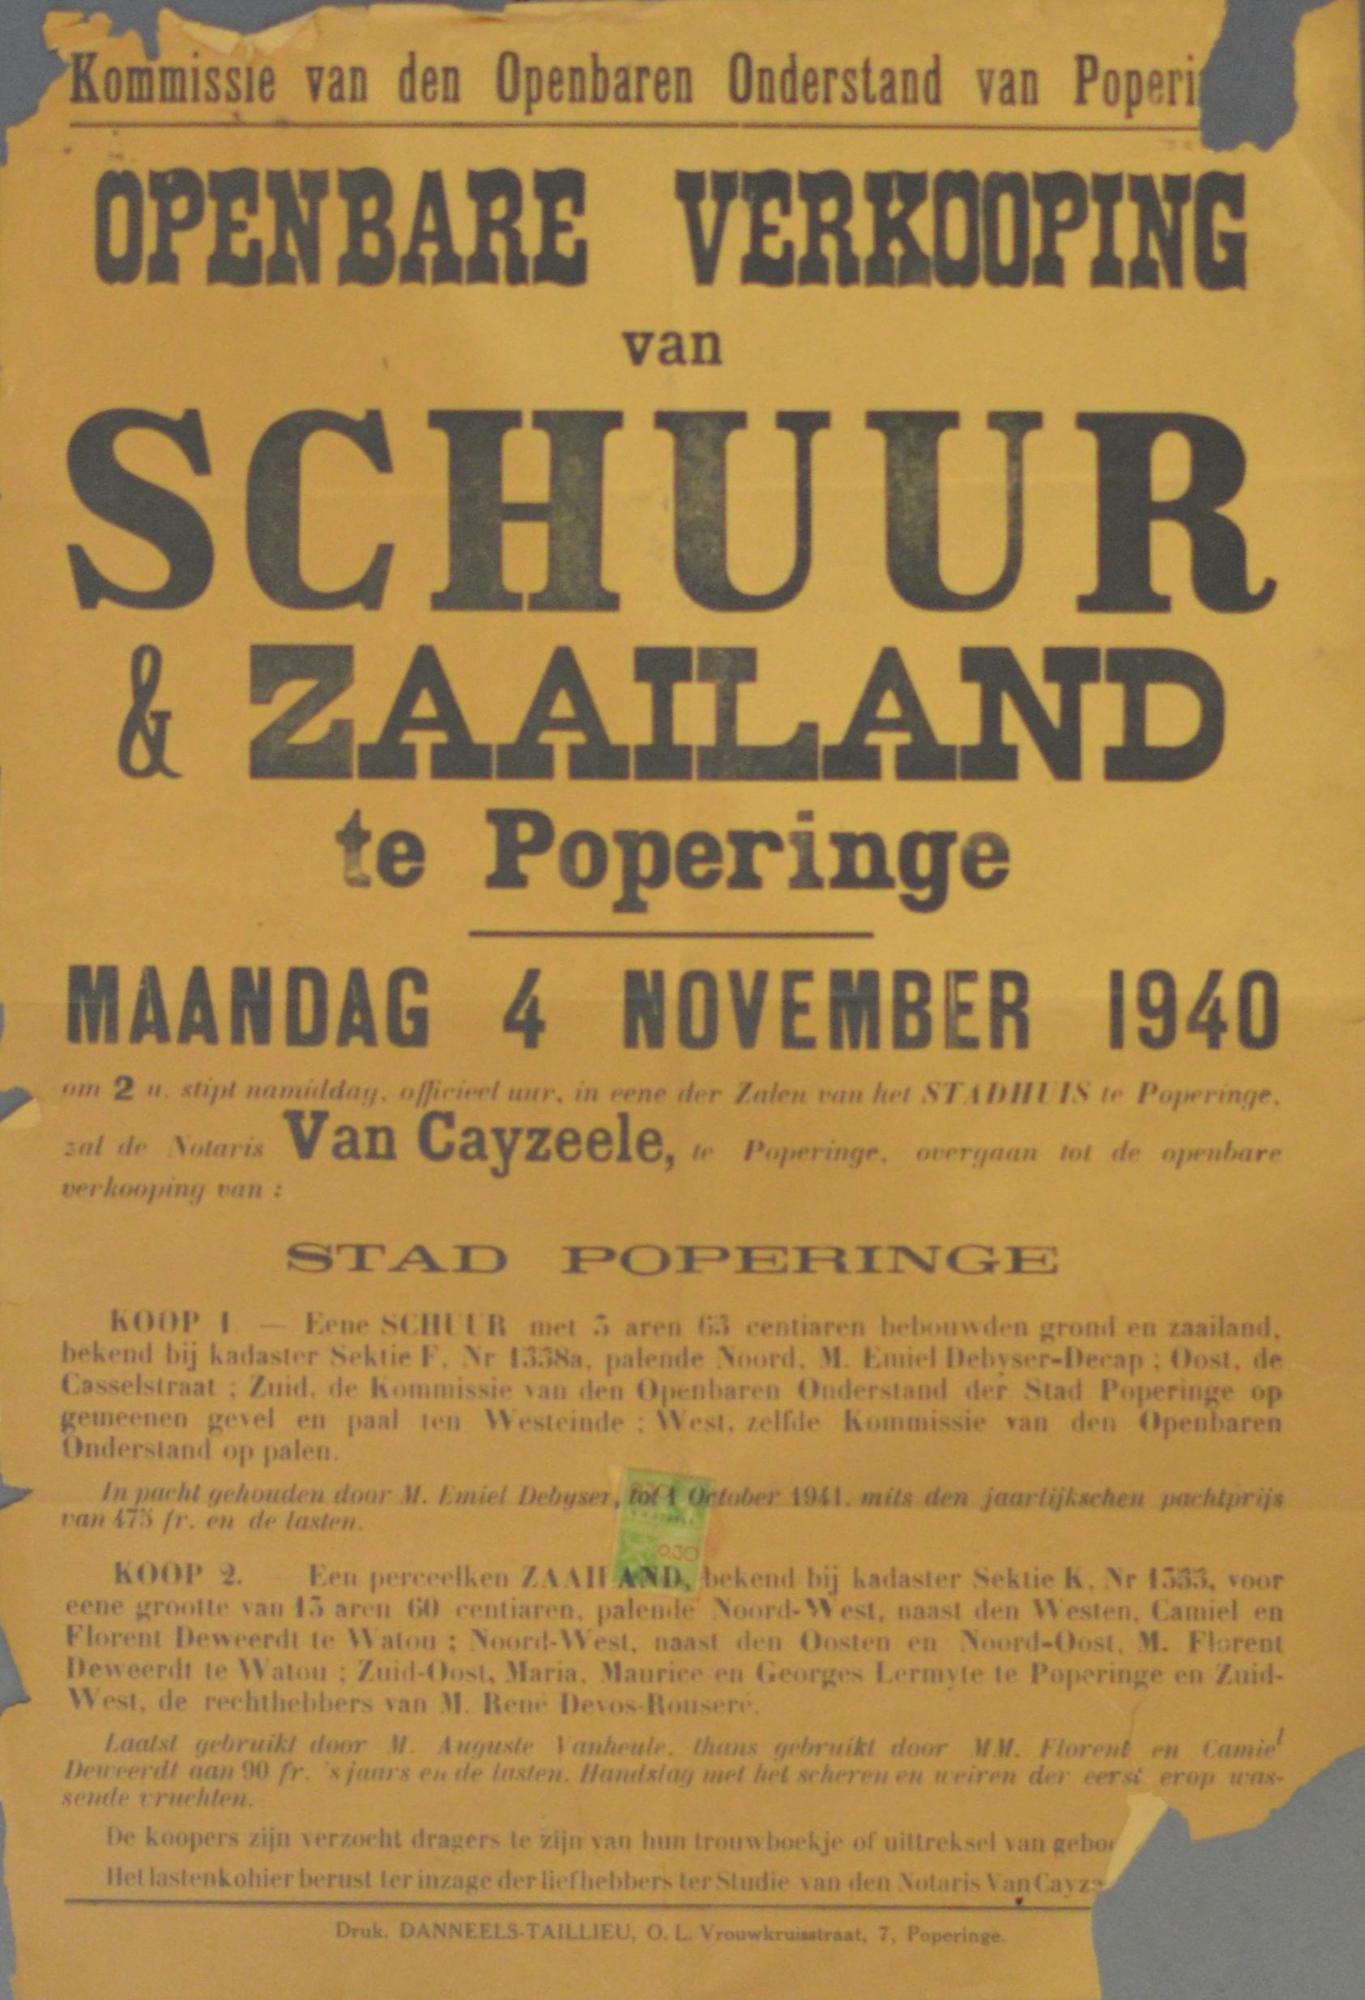 Kommissie van den Openbaren Onderstand van Poperi
OPENBARE VERKOOPING
van
SCHUUR
& ZAAILAND
te Poperinge
MAANDAG 4 NOVEMBER 1940
om 2 u. stipt namiddag, officieel uur, in eene der Zalen van het STADHUIS te Poperinge,
zal de Notaris Van Cayzeele, te Poperinge, overgaan tot de openbare
verkooping van :
STAD POPERINGE
KOOP 1. — Eene SCHUUR met 5 aren 63 centiaren bebouwden grond en zaailand,
bekend bij kadaster Sektie F, Nr 1338a, palende Noord, M. Emiel Debyser-Decap ; Oost, de
Casselstraat ; Zuid, de Kommissie van den Openbaren Onderstand der Stad Poperinge op
gemeenen gevel en paal ten Westeinde ; West, zelfde Kommissie van den Openbaren
Onderstand op palen.
In pacht gehouden door M. Emiel Debyser, tot 1 October 1941, mits den jaarlijkschen pachtprijs
van 475 fr. en de lasten.
0.30
KOOP 2. Een perceelken ZAAILAND, bekend bij kadaster Sektie K, Nr 1333, voor
eene grootte van 15 aren 60 centiaren, palende Noord-West, naast den Westen, Camiel en
Florent Deweerdt te Watou ; Noord-West, naast den Oosten en Noord-Oost, M. Florent
Deweerdt te Watou ; Zuid-Oost, Maria, Maurice en Georges Lermyte te Poperinge en Zuid-
West, de rechthebbers van M. René Devos-Rouseré.
Laatst gebruikt door M. Auguste Vanheule, thans gebruikt door MM. Florent en Camiel
Deweerdt aan 90 fr. 's jaars en de lasten. Handslag met het scheren en weiren der eerst erop was-
sende vruchten.
De koopers zijn verzocht dragers te zijn van hun trouwboekje of uittreksel van geboo
Het lastenkohier berust ter inzage der liefhebbers ter Studie van den Notaris Van Cayze
Druk. DANNEELS-TAILLIEU, O. L. Vrouwkruisstraat, 7, Poperinge.